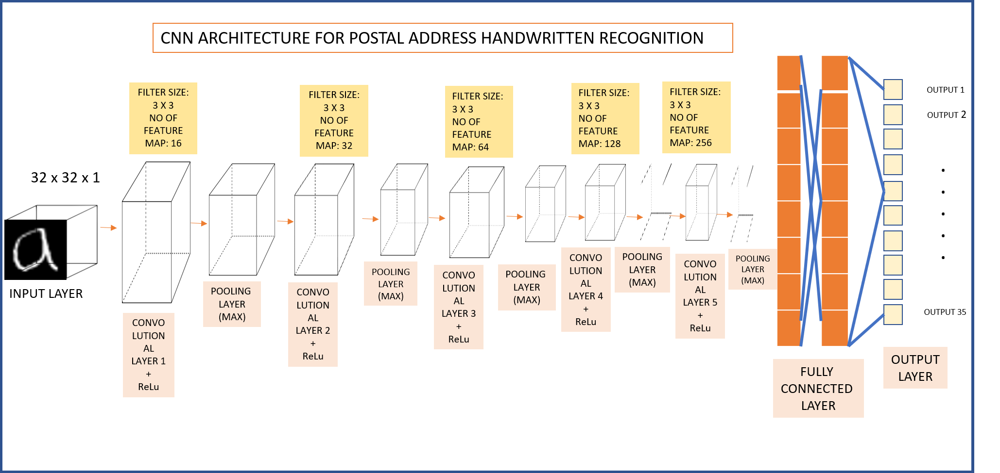 CNN ARCHITECTURE FOR POSTAL ADDRESS HANDWRITTEN RECOGNITION
FILTER SIZE:
3 X 3
NO OF
FEATURE
MAP: 16
FILTER SIZE:
3 X 3
NO OF
FEATURE
MAP: 32
FILTER SIZE:
3 X 3
NO OF
FEATURE
MAP: 64
FILTER SIZE:
3 X 3
NO OF
FEATURE
MAP: 128
FILTER SIZE:
3 X 3
NO OF
FEATURE
MAP: 256
32 x 32 x 1
a
INPUT LAYER
CONVO
LUTION
AL
LAYER 1
+
ReLu
POOLING
LAYER
(MAX)
CONVO
LUTION
AL
LAYER 2
+
ReLu
POOLING
LAYER
(MAX)
CONVO
LUTION
AL
LAYER 3
+
ReLu
POOLING
LAYER
(MAX)
CONVO
LUTION
AL
LAYER 4
+
ReLu
POOLING
LAYER
(MAX)
CONVO
LUTION
AL
LAYER 5
+
ReLu
POOLING
LAYER
(MAX)
FULLY
CONNECTED
LAYER
OUTPUT 1
OUTPUT 2
OUTPUT 35
OUTPUT
LAYER